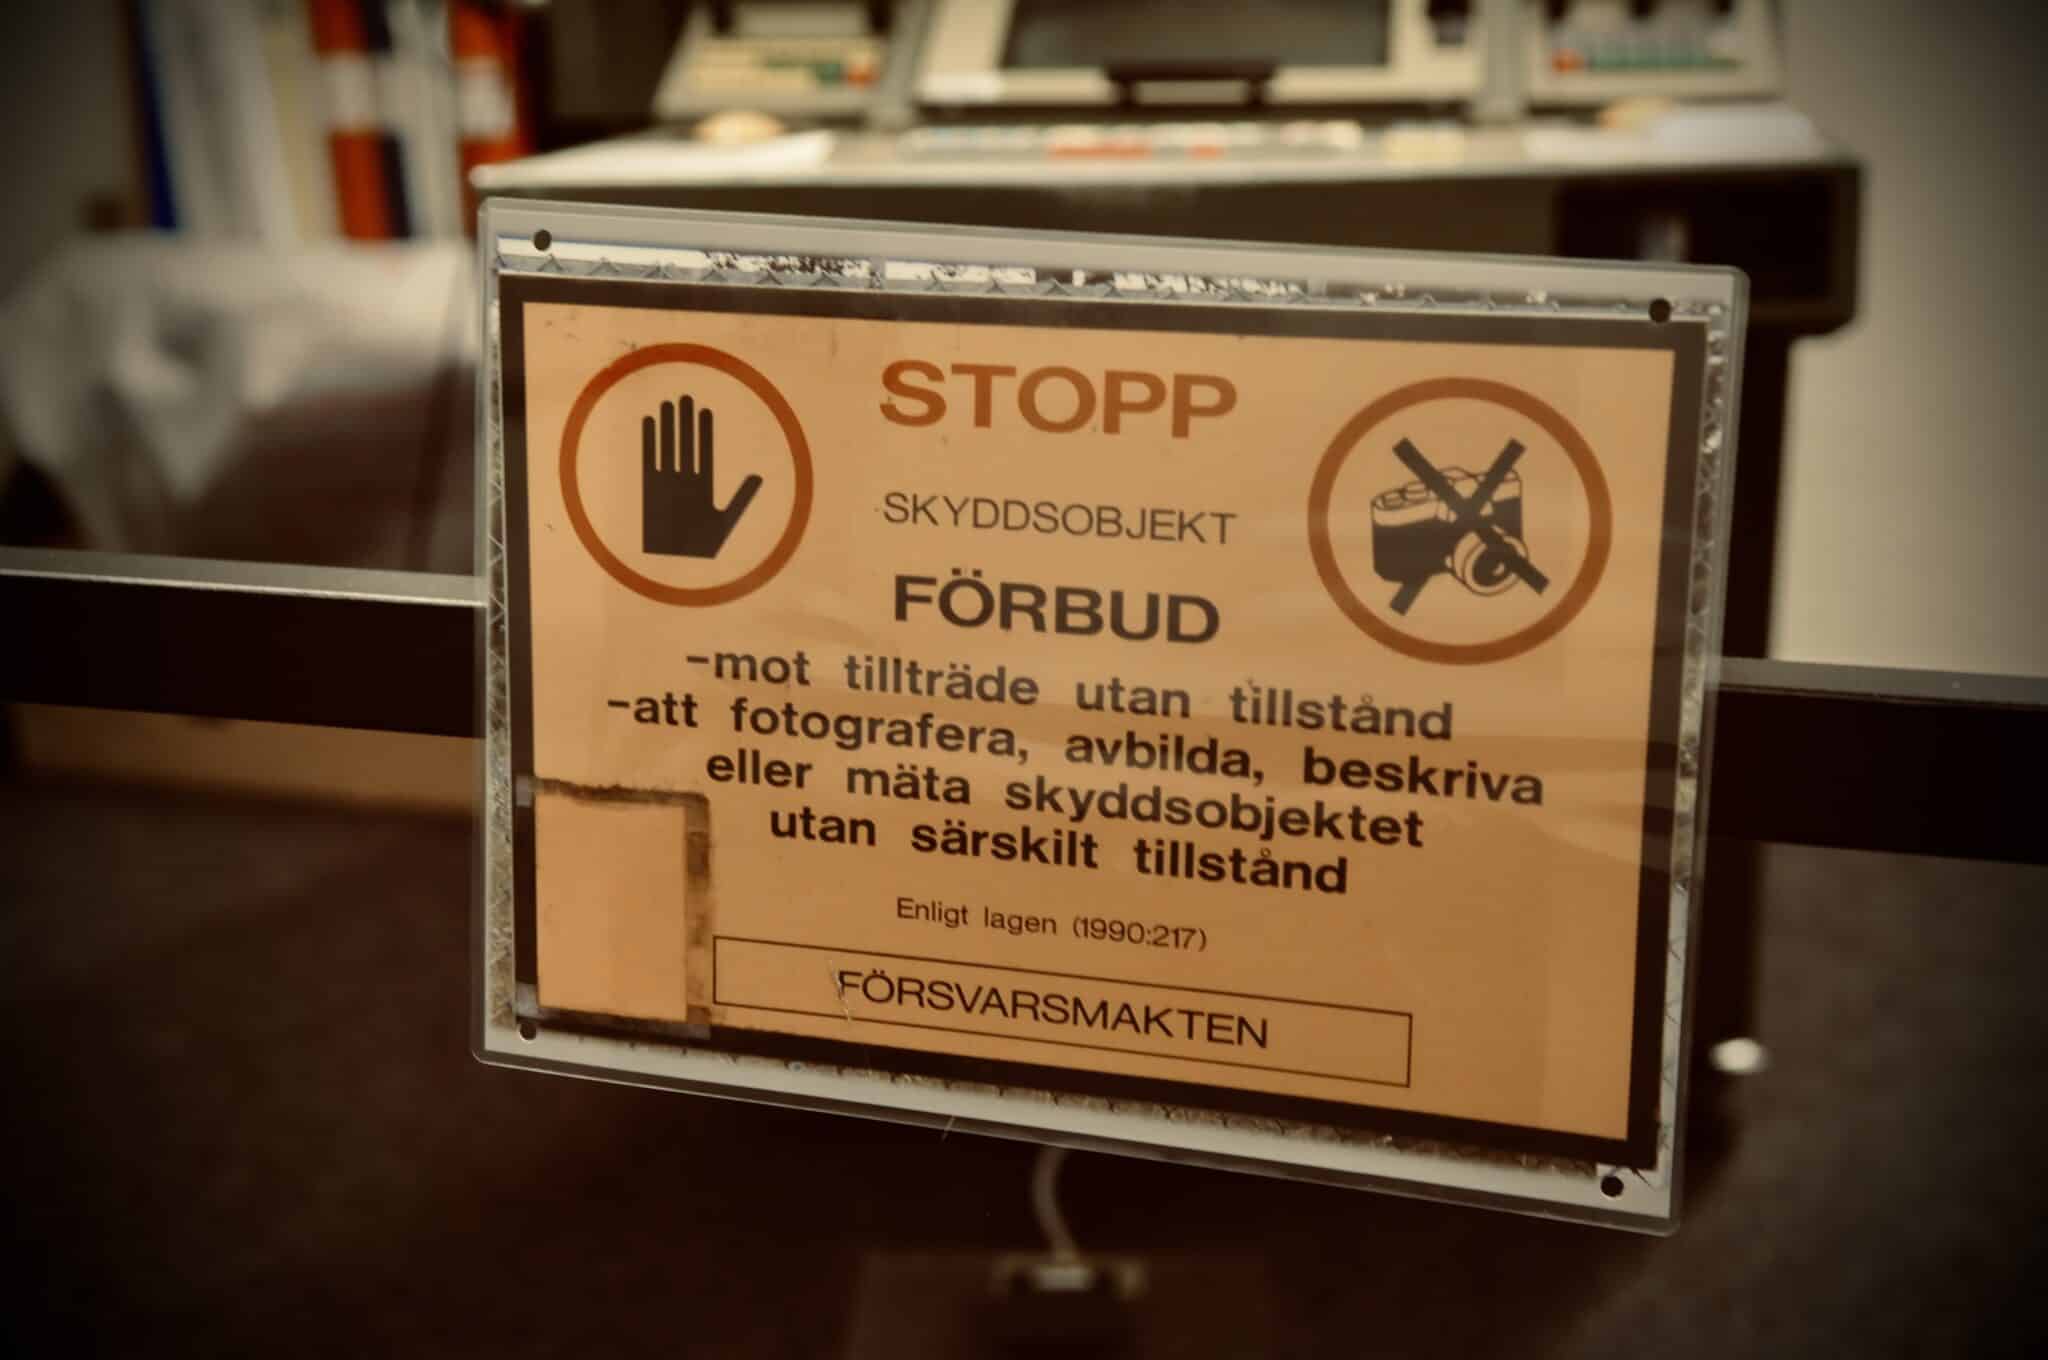 STOPP
SKYDDSOBJEKT
FÖRBUD
-mot tillträde utan tillstånd
-att fotografera, avbilda, beskriva
eller mäta skyddsobjektet
utan särskilt tillstånd
Enligt lagen (1990:217)
FÖRSVARSMAKTEN